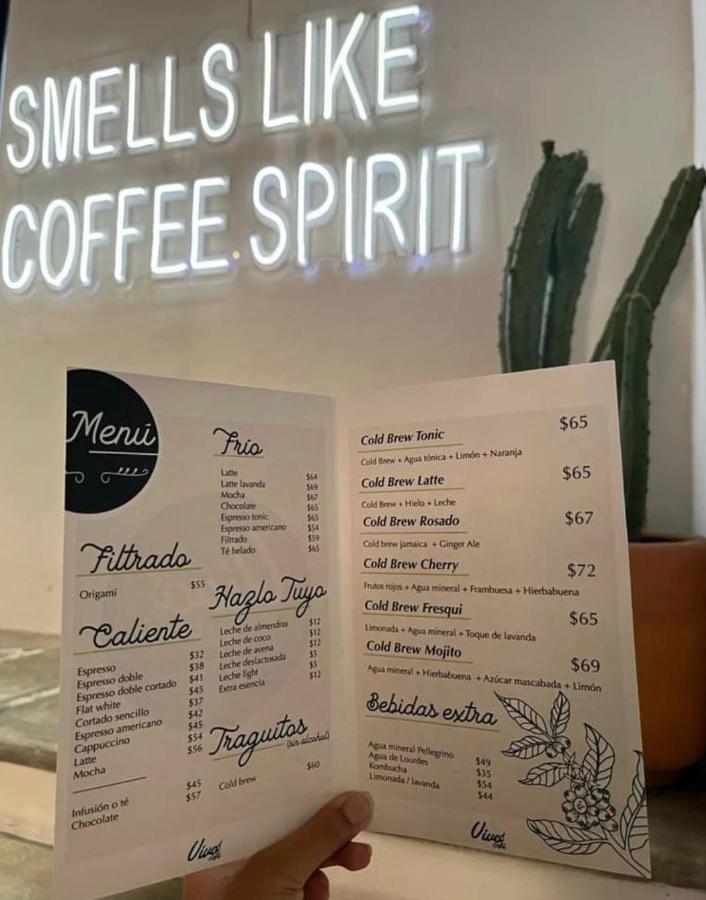 SMELLS LIKE
COFFEE SPIRIT
Menú
Filtrado
Origami $55
Caliente
Espresso $32
Espresso doble $38
Espresso doble cortado $41
Flat white $45
Cortado sencillo $37
Espresso americano $42
Cappuccino $45
Latte $54
Mocha $56
Infusión o té $45
Chocolate $57
Frío
Latte $64
Latte lavanda $69
Mocha $67
Chocolate $65
Espresso tonic $65
Espresso americano $54
Filtrado $59
Té helado $45
Hazlo Tuyo
Leche de almendras $12
Leche de coco $12
Leche de avena $12
Leche deslactosada $5
Leche light $5
Extra esencia $12
Traguitos
(sin alcohol)
Cold brew $60
Vivo!
café
Cold Brew Tonic $65
Cold Brew + Agua tónica + Limón + Naranja
Cold Brew Latte $65
Cold Brew + Hielo + Leche
Cold Brew Rosado $67
Cold brew jamaica + Ginger Ale
Cold Brew Cherry $72
Frutos rojos + Agua mineral + Frambuesa + Hierbabuena
Cold Brew Fresqui $65
Limonada + Agua mineral + Toque de lavanda
Cold Brew Mojito $69
Agua mineral + Hierbabuena + Azúcar mascabada + Limón
Bebidas extra
Agua mineral Pellegrino $49
Agua de Lourdes $35
Kombucha $54
Limonada / lavanda $44
Vivo!
café